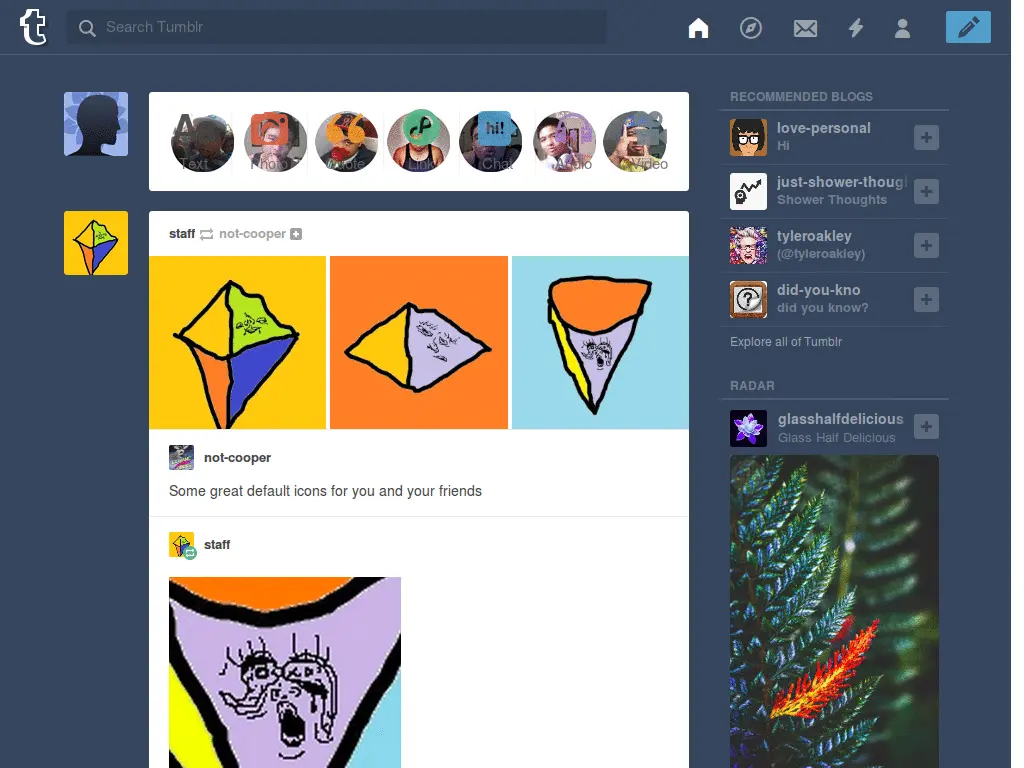 Search Tumblr
Text
Photo
Quote
hi!
Link
Chat
Audio
Video
staff not-cooper
not-cooper
Some great default icons for you and your friends
staff
RECOMMENDED BLOGS
love-personal
Hi
just-shower-though
Shower Thoughts
tyleroakley
(@tyleroakley)
did-you-kno
did you know?
Explore all of Tumblr
RADAR
glasshalfdelicious
Glass Half Delicious